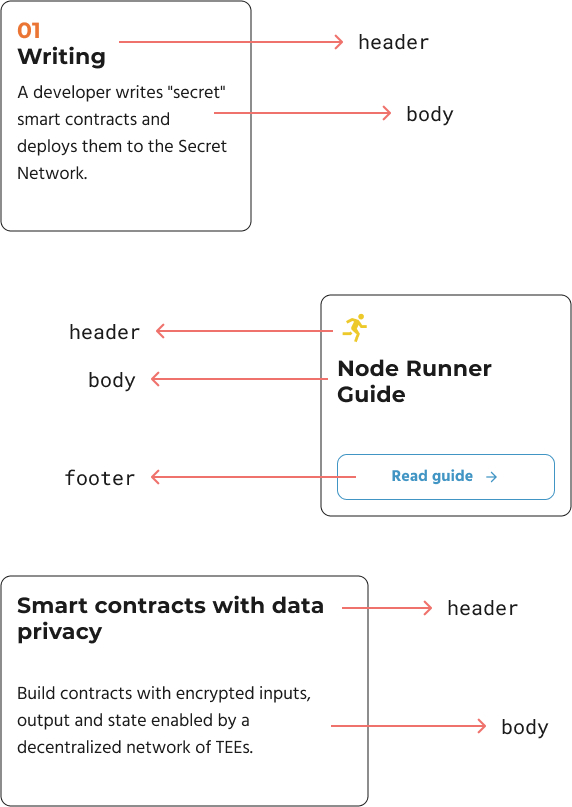 01
Writing
header
A developer writes "secret"
smart contracts and
deploys them to the Secret
Network.
body
header
body
Node Runner
Guide
footer
Read guide →
Smart contracts with data
privacy
header
Build contracts with encrypted inputs,
output and state enabled by a
decentralized network of TEEs.
body